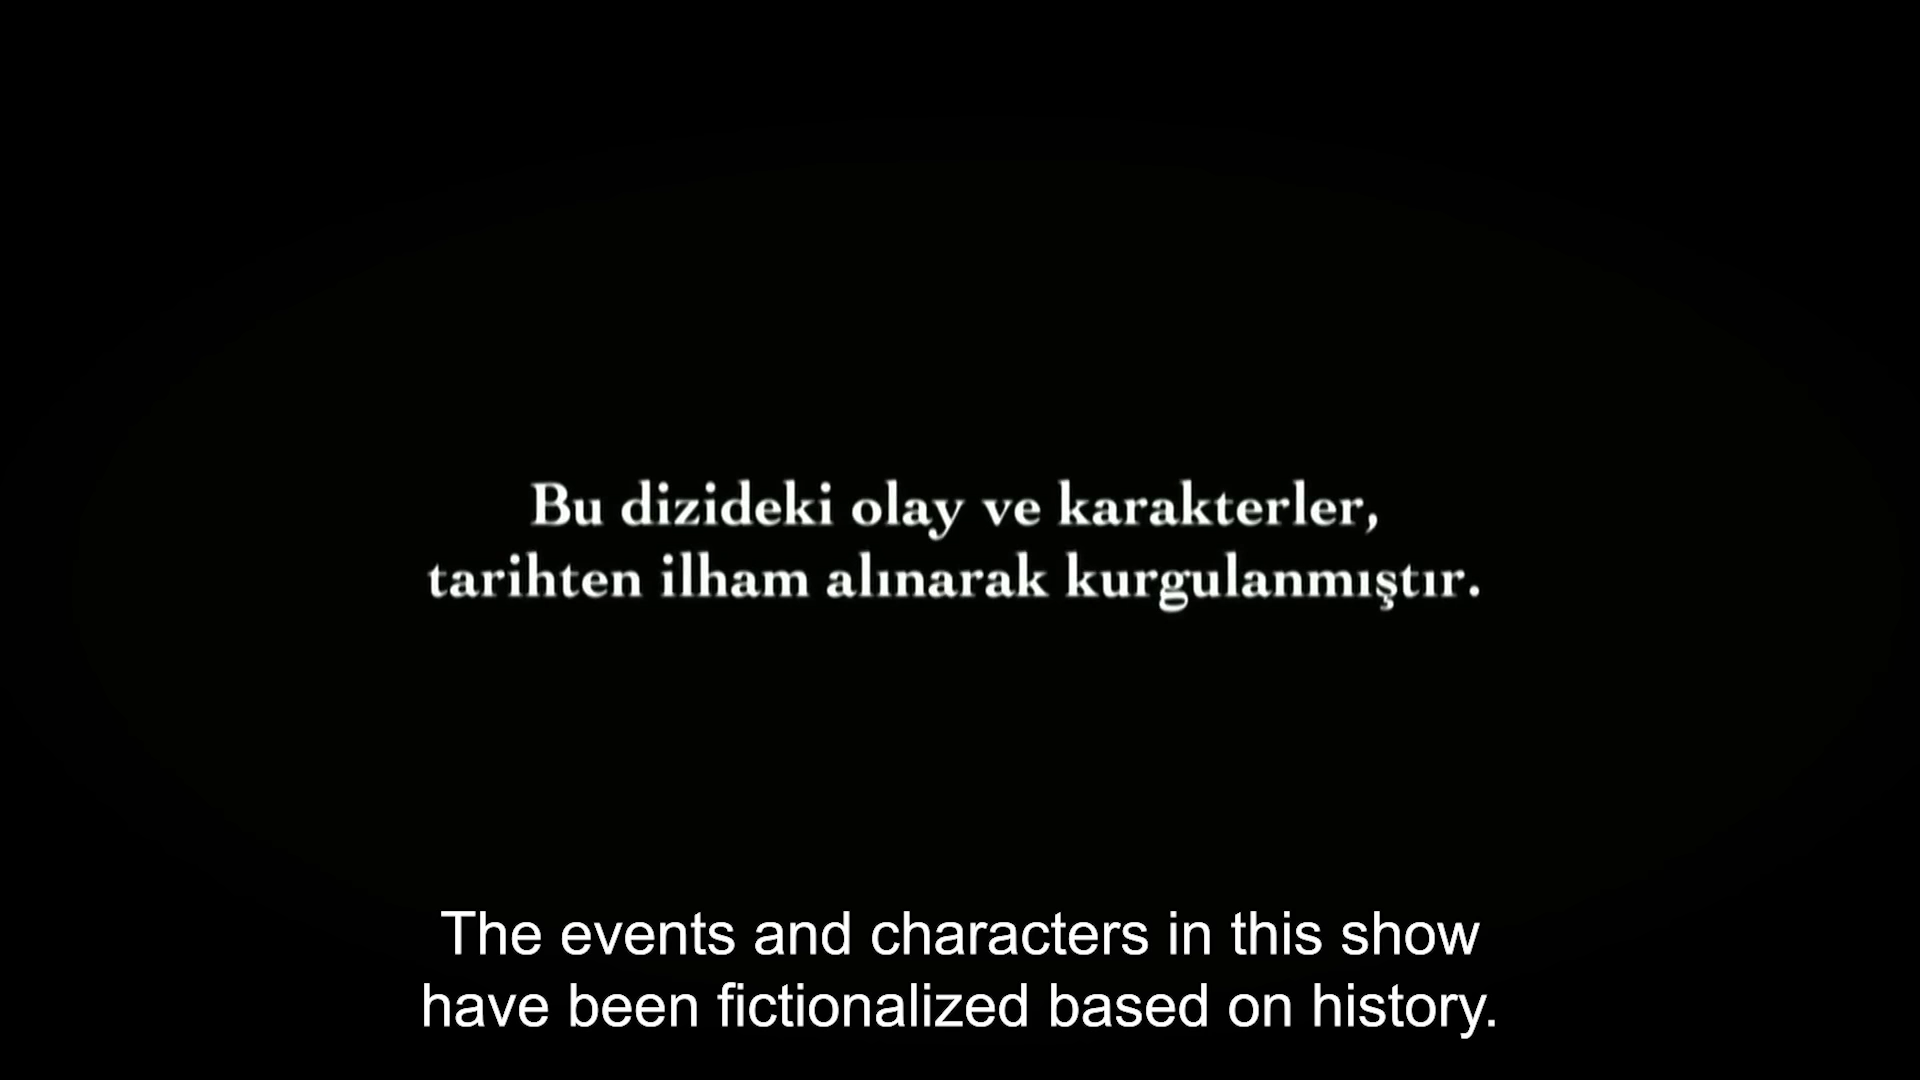 Bu dizideki olay ve karakterler,
tarihten ilham alınarak kurgulanmıştır.
The events and characters in this show
have been fictionalized based on history.